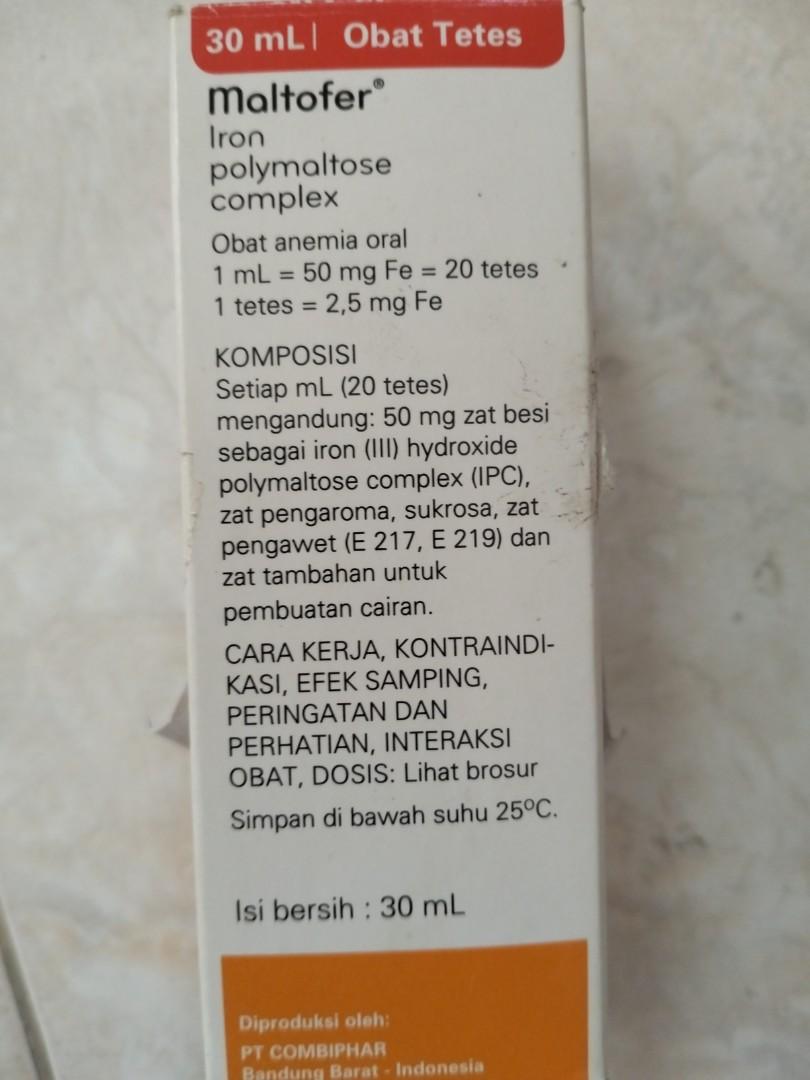 30 mL | Obat Tetes
Maltofer®
Iron
polymaltose
complex
Obat anemia oral
1 mL = 50 mg Fe = 20 tetes
1 tetes = 2,5 mg Fe
KOMPOSISI
Setiap mL (20 tetes)
mengandung: 50 mg zat besi
sebagai iron (III) hydroxide
polymaltose complex (IPC),
zat pengaroma, sukrosa, zat
pengawet (E 217, E 219) dan
zat tambahan untuk
pembuatan cairan.
CARA KERJA, KONTRAINDI-
KASI, EFEK SAMPING,
PERINGATAN DAN
PERHATIAN, INTERAKSI
OBAT, DOSIS: Lihat brosur
Simpan di bawah suhu 25ºC.
Isi bersih : 30 mL
Diproduksi oleh:
PT COMBIPHAR
Bandung Barat - Indonesia